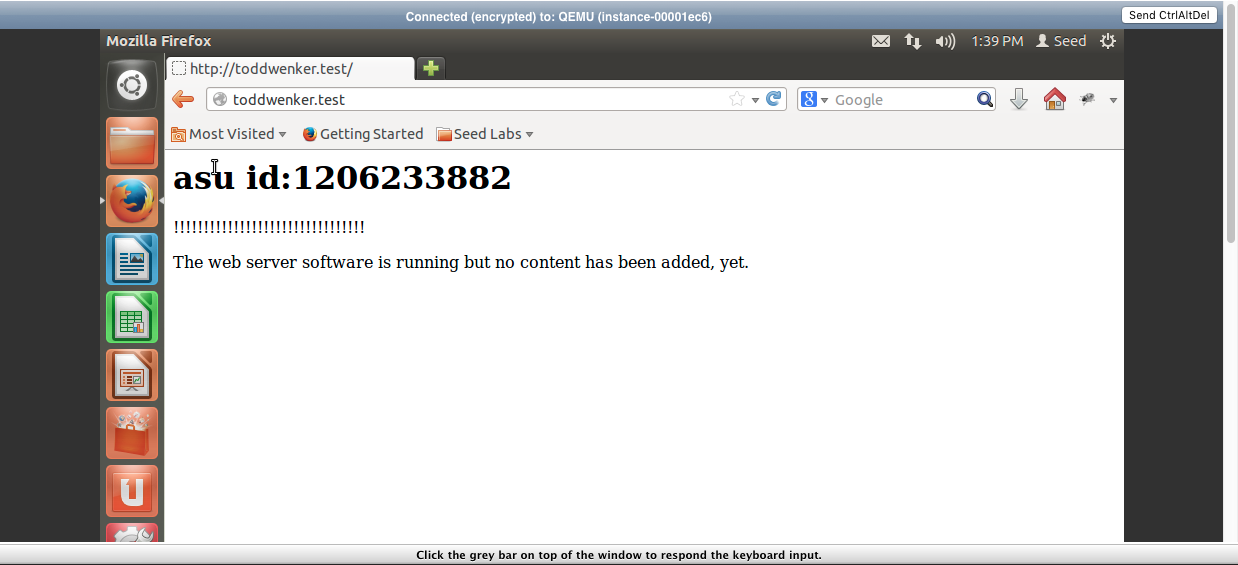 Connected (encrypted) to: QEMU (instance-00001ec6)
Send CtrlAltDel
Mozilla Firefox
1:39 PM Seed
http://toddwenker.test/
toddwenker.test
8 Google
Most Visited Getting Started Seed Labs
asu id:1206233882
!!!!!!!!!!!!!!!!!!!!!!!!!!!!!!!!
The web server software is running but no content has been added, yet.
U
Click the grey bar on top of the window to respond the keyboard input.